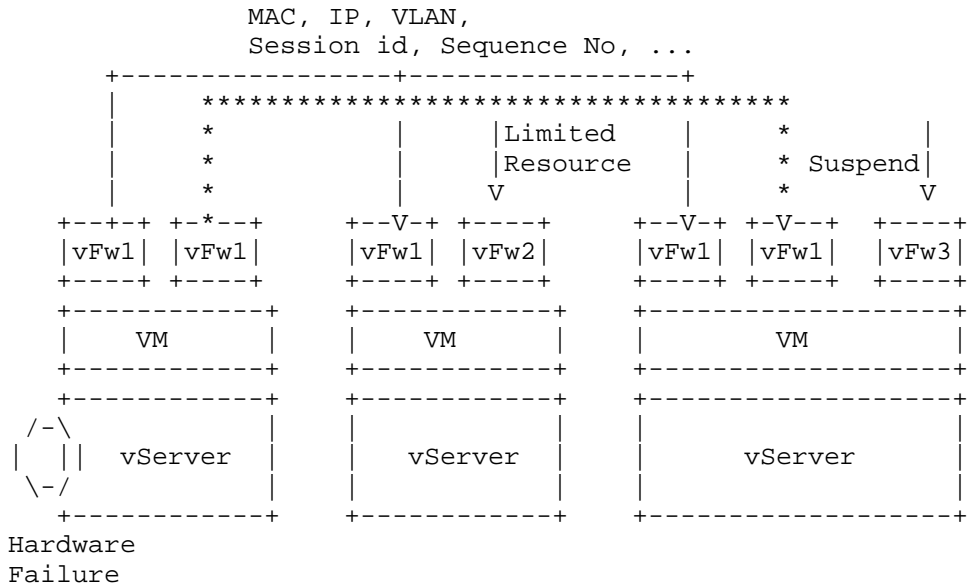 MAC, IP, VLAN,
Session id, Sequence No, ...
Limited
Resource
Suspend
vFw1 vFw1 vFw1 vFw2 vFw1 vFw1 vFw3
VM VM VM
vServer vServer vServer
Hardware
Failure